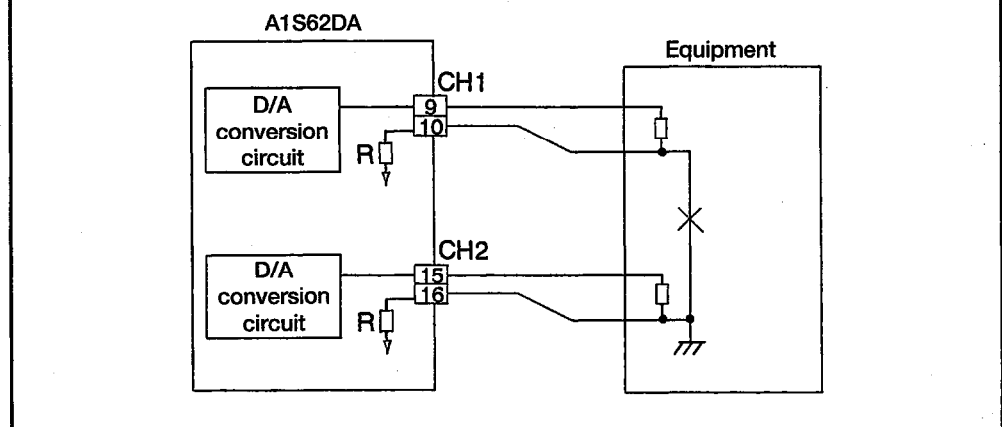 A1S62DA
Equipment
CH1
D/A
conversion
circuit
9
10
R
CH2
D/A
conversion
circuit
15
16
R